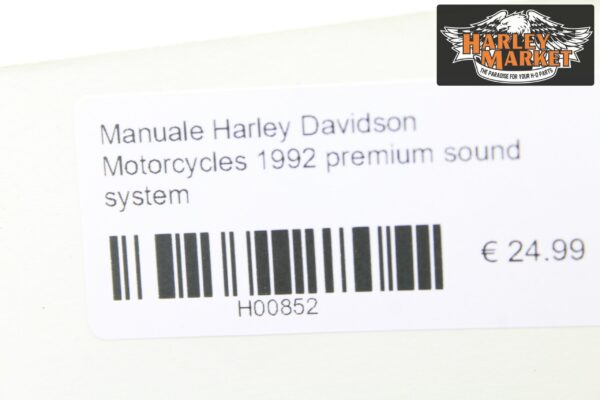 HARLEY
MARKET
THE PARADISE FOR YOUR H-D PARTS
Manuale Harley Davidson
Motorcycles 1992 premium sound
system
€ 24.99
H00852